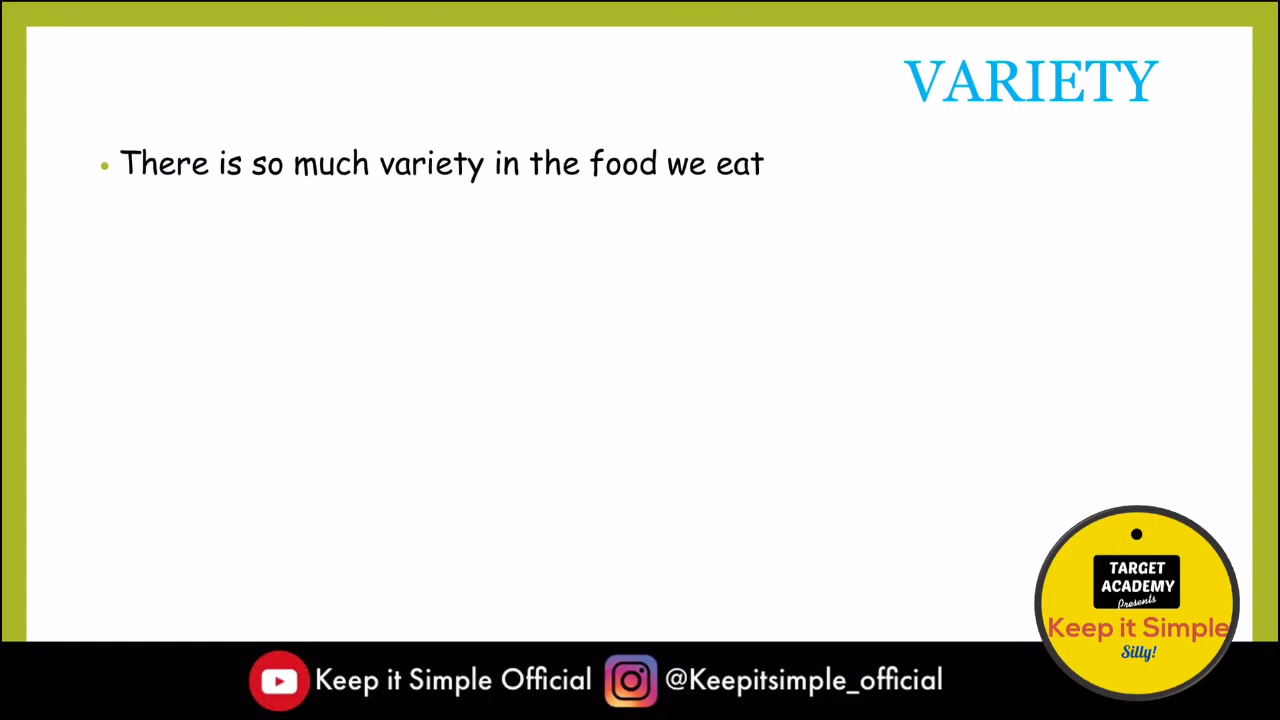 VARIETY
• There is so much variety in the food we eat
TARGET
ACADEMY
Presents
Keep it Simple
Silly!
Keep it Simple Official @Keepitsimple_official